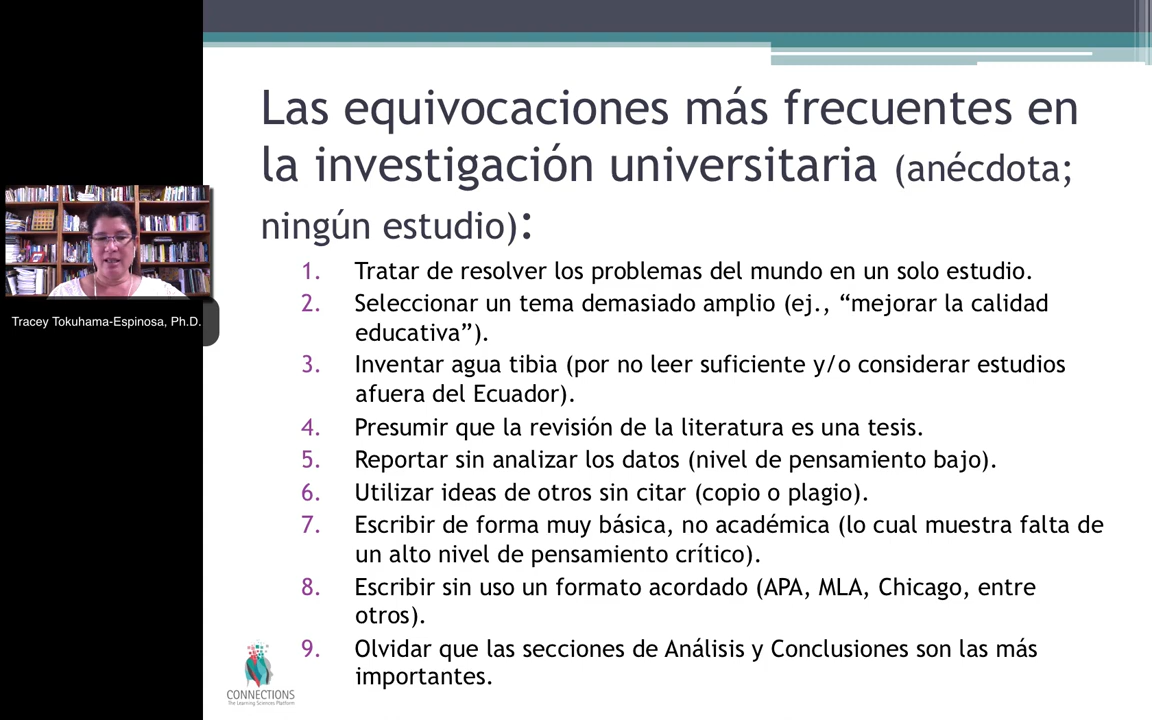 Las equivocaciones más frecuentes en
la investigación universitaria (anécdota;
ningún estudio):
1. Tratar de resolver los problemas del mundo en un solo estudio.
2. Seleccionar un tema demasiado amplio (ej., “mejorar la calidad
educativa”).
3. Inventar agua tibia (por no leer suficiente y/o considerar estudios
afuera del Ecuador).
4. Presumir que la revisión de la literatura es una tesis.
5. Reportar sin analizar los datos (nivel de pensamiento bajo).
6. Utilizar ideas de otros sin citar (copio o plagio).
7. Escribir de forma muy básica, no académica (lo cual muestra falta de
un alto nivel de pensamiento crítico).
8. Escribir sin uso un formato acordado (APA, MLA, Chicago, entre
otros).
9. Olvidar que las secciones de Análisis y Conclusiones son las más
importantes.
Tracey Tokuhama-Espinosa, Ph.D.
CONNECTIONS
The Learning Sciences Platform